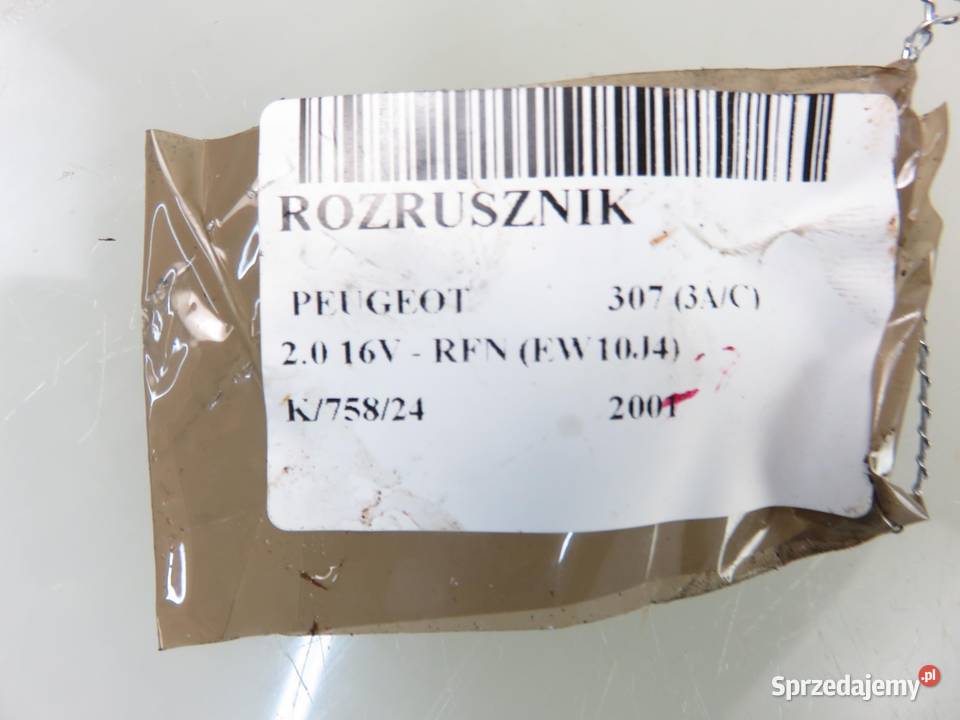 ROZRUSZNIK
PEUGEOT 307 (3A/C)
2.0 16V - RFN (EW10J4)
K/758/24 2001
Sprzedajemy.pl